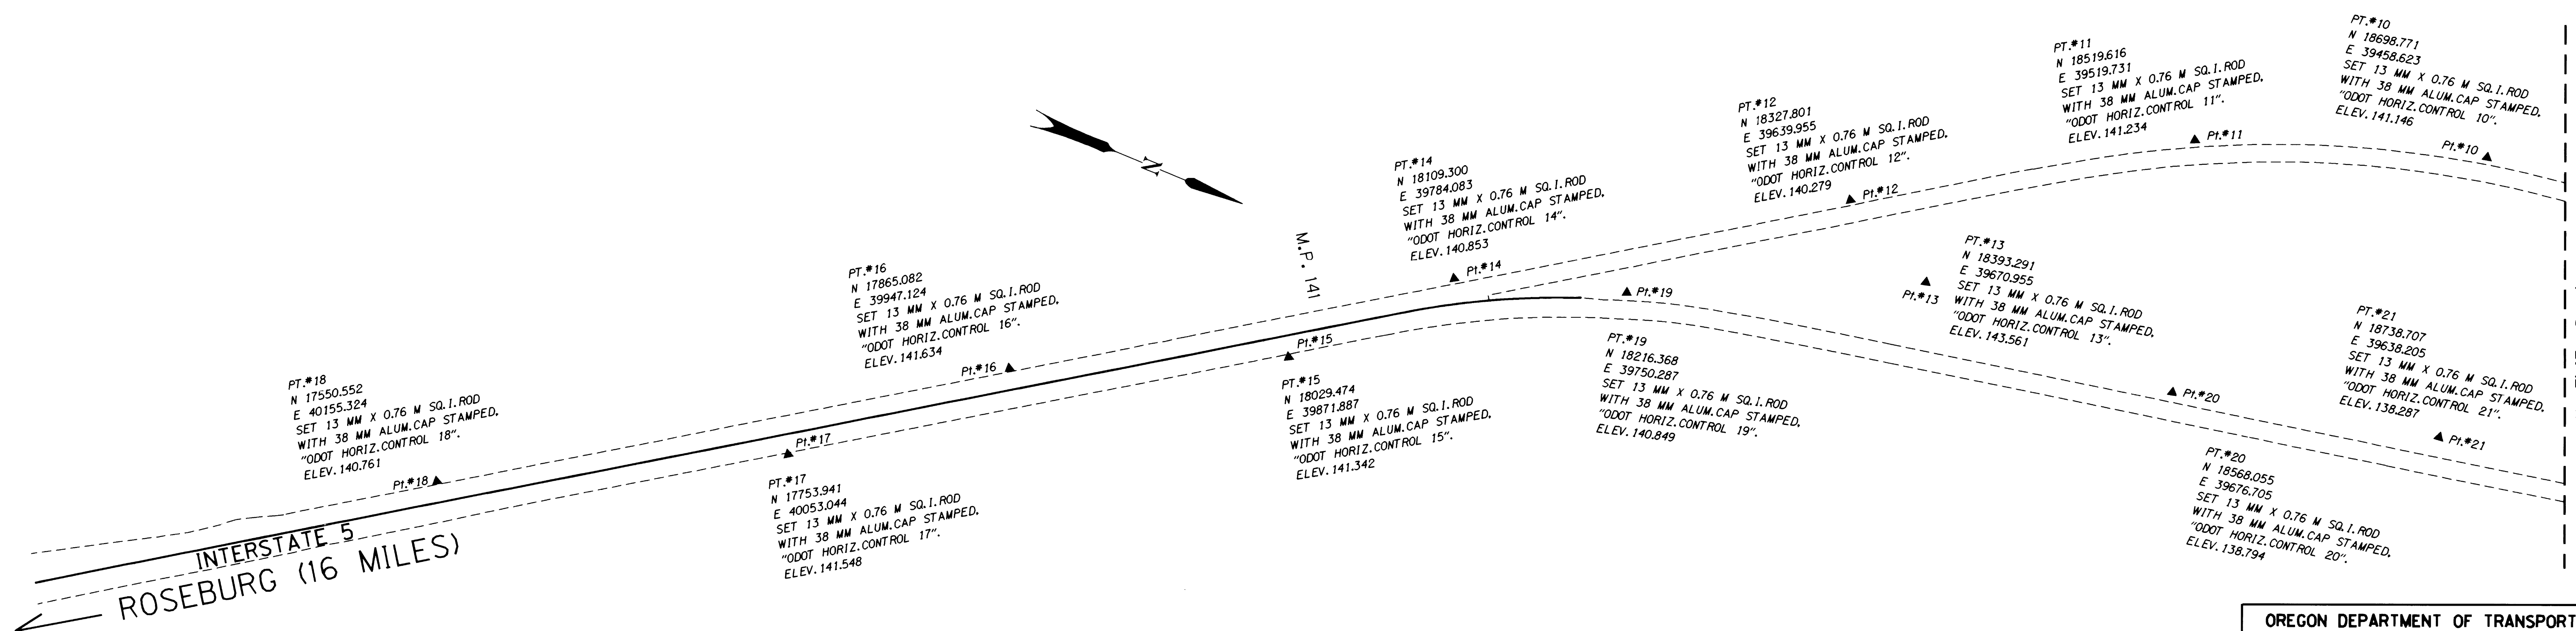 PT.#10
N 18698.771
E 39458.623
SET 13 MM X 0.76 M SQ.I.ROD
WITH 38 MM ALUM.CAP STAMPED.
"ODOT HORIZ.CONTROL 10".
ELEV.141.146
Pt.#10
PT.#11
N 18519.616
E 39519.731
SET 13 MM X 0.76 M SQ.I.ROD
WITH 38 MM ALUM.CAP STAMPED.
"ODOT HORIZ.CONTROL 11".
ELEV.141.234
Pt.#11
PT.#12
N 18327.801
E 39639.955
SET 13 MM X 0.76 M SQ.I.ROD
WITH 38 MM ALUM.CAP STAMPED.
"ODOT HORIZ.CONTROL 12".
ELEV.140.279
Pt.#12
N
PT.#14
N 18109.300
E 39784.083
SET 13 MM X 0.76 M SQ.I.ROD
WITH 38 MM ALUM.CAP STAMPED.
"ODOT HORIZ.CONTROL 14".
ELEV.140.853
Pt.#14
M.P. 141
PT.#13
N 18393.291
E 39670.955
SET 13 MM X 0.76 M SQ.I.ROD
WITH 38 MM ALUM.CAP STAMPED.
"ODOT HORIZ.CONTROL 13".
ELEV.143.561
Pt.#13
PT.#16
N 17865.082
E 39947.124
SET 13 MM X 0.76 M SQ.I.ROD
WITH 38 MM ALUM.CAP STAMPED.
"ODOT HORIZ.CONTROL 16".
ELEV.141.634
Pt.#16
Pt.#19
PT.#19
N 18216.368
E 39750.287
SET 13 MM X 0.76 M SQ.I.ROD
WITH 38 MM ALUM.CAP STAMPED.
"ODOT HORIZ.CONTROL 19".
ELEV.140.849
PT.#21
N 18738.707
E 39638.205
SET 13 MM X 0.76 M SQ.I.ROD
WITH 38 MM ALUM.CAP STAMPED.
"ODOT HORIZ.CONTROL 21".
ELEV.138.287
Pt.#21
Pt.#15
PT.#15
N 18029.474
E 39871.887
SET 13 MM X 0.76 M SQ.I.ROD
WITH 38 MM ALUM.CAP STAMPED.
"ODOT HORIZ.CONTROL 15".
ELEV.141.342
PT.#18
N 17550.552
E 40155.324
SET 13 MM X 0.76 M SQ.I.ROD
WITH 38 MM ALUM.CAP STAMPED.
"ODOT HORIZ.CONTROL 18".
ELEV.140.761
Pt.#18
Pt.#17
PT.#17
N 17753.941
E 40053.044
SET 13 MM X 0.76 M SQ.I.ROD
WITH 38 MM ALUM.CAP STAMPED.
"ODOT HORIZ.CONTROL 17".
ELEV.141.548
Pt.#20
PT.#20
N 18568.055
E 39676.705
SET 13 MM X 0.76 M SQ.I.ROD
WITH 38 MM ALUM.CAP STAMPED.
"ODOT HORIZ.CONTROL 20".
ELEV.138.794
INTERSTATE 5
ROSEBURG (16 MILES)
OREGON DEPARTMENT OF TRANSPORT